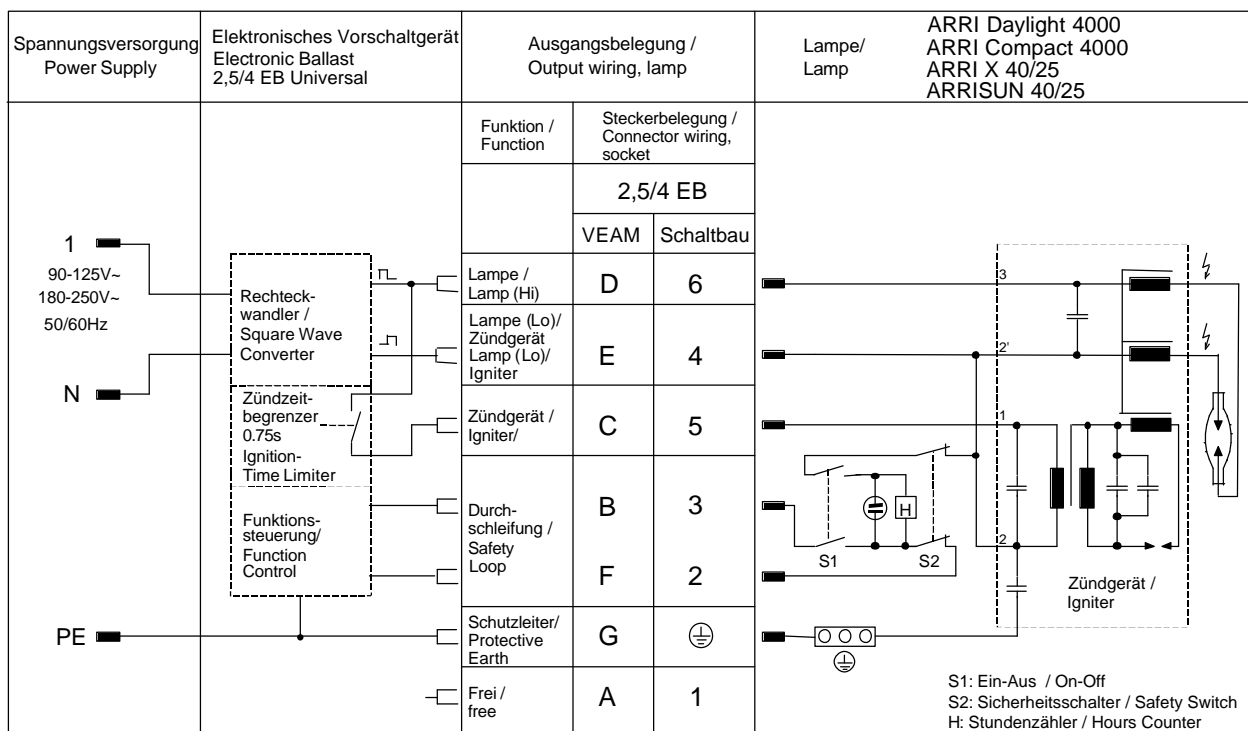 Spannungsversorgung
Power Supply
Elektronisches Vorschaltgerät
Electronic Ballast
2,5/4 EB Universal
Ausgangsbelegung /
Output wiring, lamp
Lampe/
Lamp
ARRI Daylight 4000
ARRI Compact 4000
ARRI X 40/25
ARRISUN 40/25
Funktion /
Function
Steckerbelegung /
Connector wiring,
socket
2,5/4 EB
VEAM
Schaltbau
1
90-125V~
180-250V~
50/60Hz
N
PE
Rechteck-
wandler /
Square Wave
Converter
Zündzeit-
begrenzer
0.75s
Ignition-
Time Limiter
Funktions-
steuerung/
Function
Control
Lampe /
Lamp (Hi)
D
6
Lampe (Lo)/
Zündgerät
Lamp (Lo)/
Igniter
E
4
Zündgerät /
Igniter/
C
5
Durch-
schleifung /
Safety
Loop
B
3
F
2
Schutzleiter/
Protective
Earth
G
Frei /
free
A
1
3
2'
1
2
H
S1
S2
Zündgerät /
Igniter
S1: Ein-Aus / On-Off
S2: Sicherheitsschalter / Safety Switch
H: Stundenzähler / Hours Counter